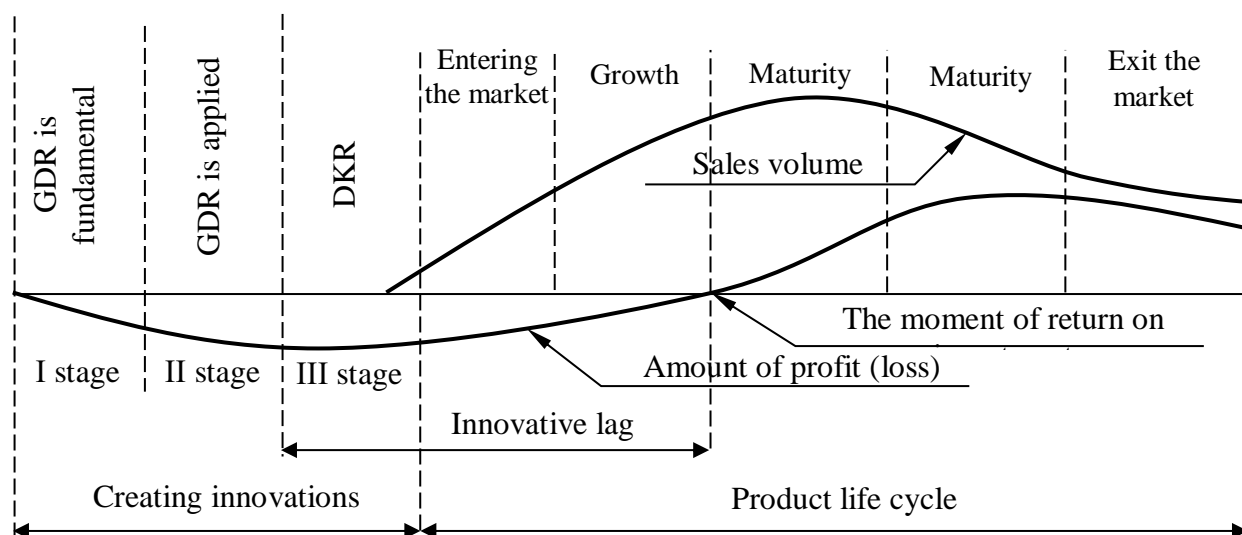 GDR is
fundamental
GDR is applied
DKR
Entering
the market
Growth
Maturity
Maturity
Exit the
market
Sales volume
The moment of return on
Amount of profit (loss)
I stage
II stage
III stage
Innovative lag
Creating innovations
Product life cycle